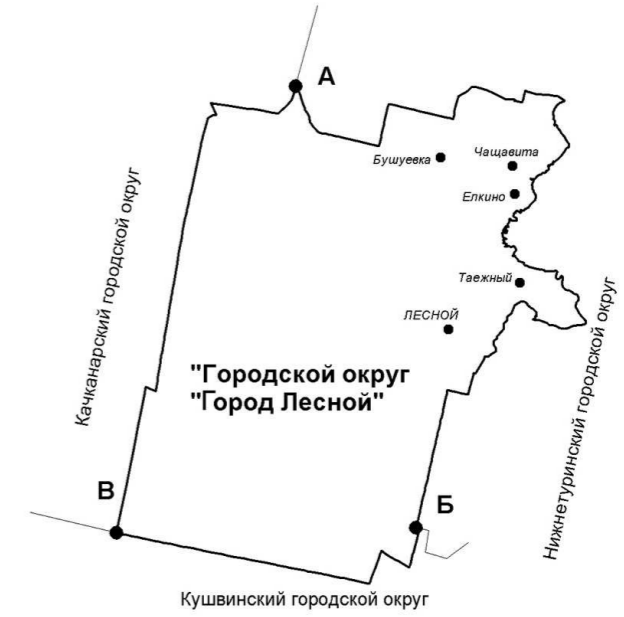 А
Бушуевка
Чащавита
Елкино
Таежный
ЛЕСНОЙ
Качканарский городской округ
"Городской округ
"Город Лесной"
Нижнетуринский городской округ
В
Б
Кушвинский городской округ